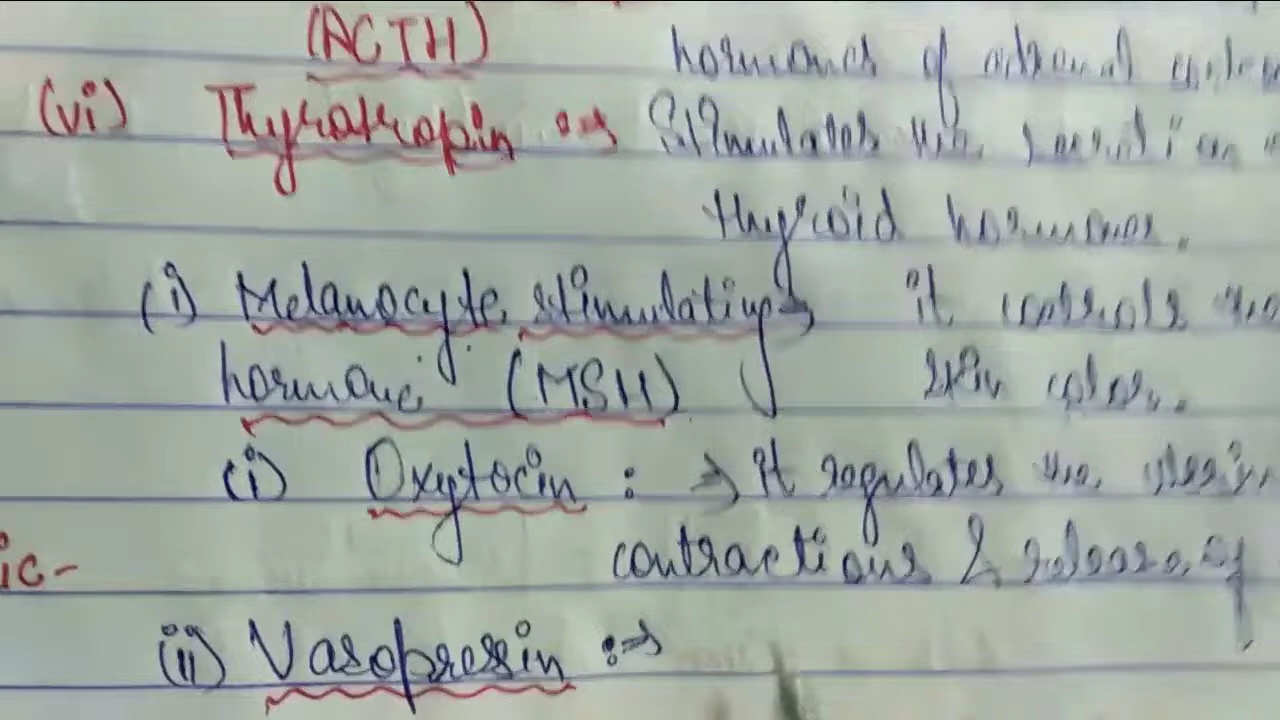 (ACTH) hormones of adrenal
(vi) Thyrotropin :⇒ Stimulates the secretion
thyroid hormones.
(i) Melanocyte stimulating ⇒ it controls the
hormone (MSH) skin color.
(i) Oxytocin : ⇒ it regulates the
ic- contractions & release of
(ii) Vasopressin :⇒